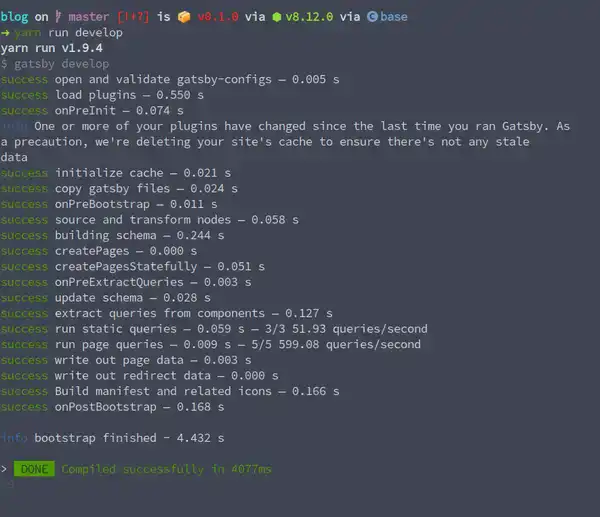 blog on master [!+?] is 📦 v0.1.0 via ⬢ v8.12.0 via C base
➜ yarn run develop
yarn run v1.9.4
$ gatsby develop
success open and validate gatsby-configs — 0.005 s
success load plugins — 0.550 s
success onPreInit — 0.074 s
info One or more of your plugins have changed since the last time you ran Gatsby. As
a precaution, we're deleting your site's cache to ensure there's not any stale
data
success initialize cache — 0.021 s
success copy gatsby files — 0.024 s
success onPreBootstrap — 0.011 s
success source and transform nodes — 0.058 s
success building schema — 0.244 s
success createPages — 0.000 s
success createPagesStatefully — 0.051 s
success onPreExtractQueries — 0.003 s
success update schema — 0.028 s
success extract queries from components — 0.127 s
success run static queries — 0.059 s — 3/3 51.93 queries/second
success run page queries — 0.009 s — 5/5 599.08 queries/second
success write out page data — 0.003 s
success write out redirect data — 0.000 s
success Build manifest and related icons — 0.166 s
success onPostBootstrap — 0.168 s
info bootstrap finished - 4.432 s
> DONE Compiled successfully in 4077ms